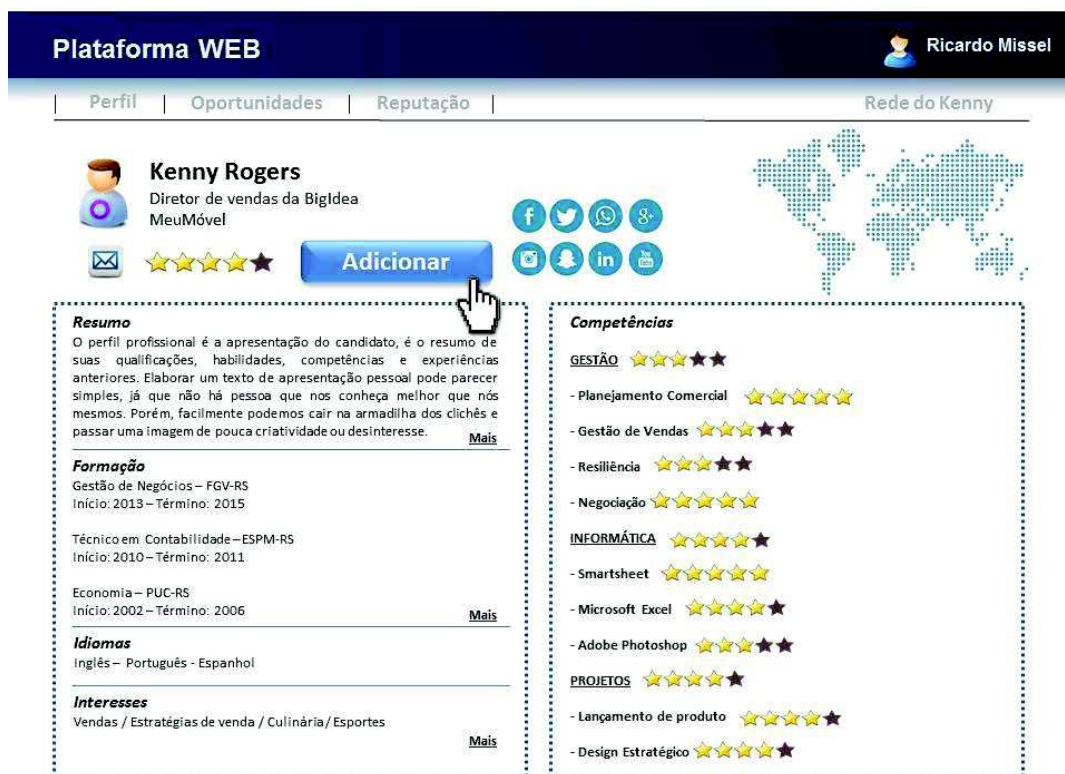 Plataforma WEB
Ricardo Missel
Perfil | Oportunidades | Reputação |
Rede do Kenny
Kenny Rogers
Diretor de vendas da BigIdea
MeuMóvel
Adicionar
Resumo
O perfil profissional é a apresentação do candidato, é o resumo de
suas qualificações, habilidades, competências e experiências
anteriores. Elaborar um texto de apresentação pessoal pode parecer
simples, já que não há pessoa que nos conheça melhor que nós
mesmos. Porém, facilmente podemos cair na armadilha dos clichês e
passar uma imagem de pouca criatividade ou desinteresse.
Mais
Formação
Gestão de Negócios – FGV-RS
Início: 2013 – Término: 2015
Técnico em Contabilidade – ESPM-RS
Início: 2010 – Término: 2011
Economia – PUC-RS
Início: 2002 – Término: 2006
Mais
Idiomas
Inglês – Português - Espanhol
Interesses
Vendas / Estratégias de venda / Culinária / Esportes
Mais
Competências
GESTÃO
- Planejamento Comercial
- Gestão de Vendas
- Resiliência
- Negociação
INFORMÁTICA
- Smartsheet
- Microsoft Excel
- Adobe Photoshop
PROJETOS
- Lançamento de produto
- Design Estratégico